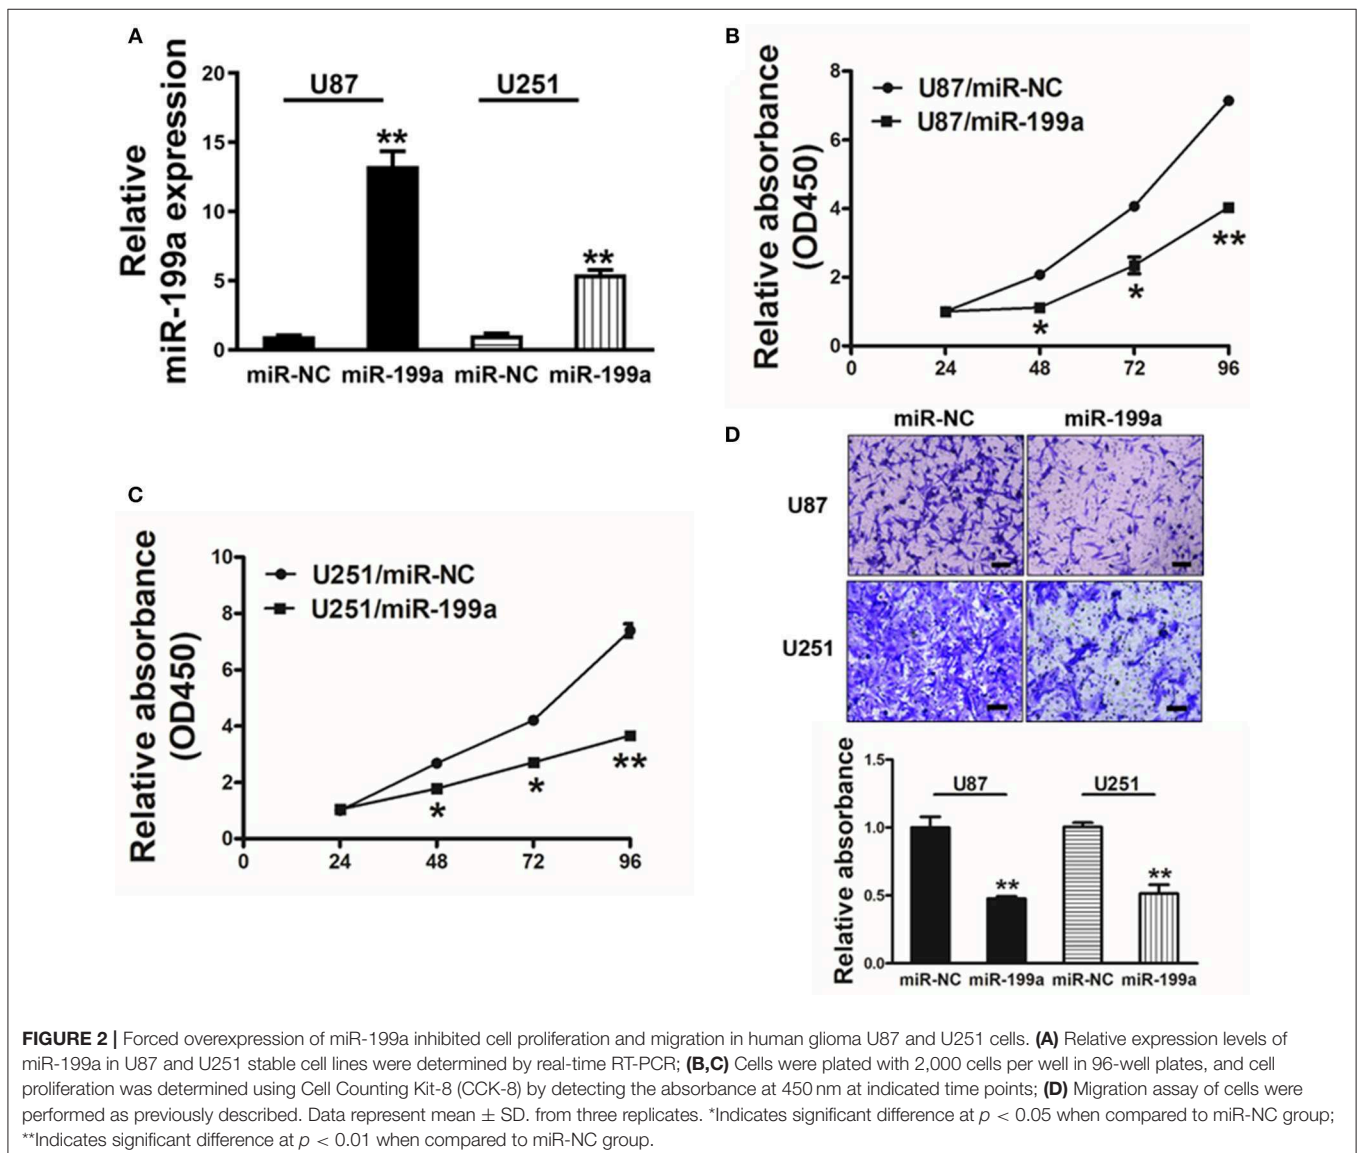 A
Relative
miR-199a expression
20
15
10
5
0
U87
U251
**
**
miR-NC miR-199a miR-NC miR-199a
B
Relative absorbance
(OD450)
8
6
4
2
0
U87/miR-NC
U87/miR-199a
*
*
**
0 24 48 72 96
C
Relative absorbance
(OD450)
10
8
6
4
2
0
U251/miR-NC
U251/miR-199a
*
*
**
0 24 48 72 96
D
miR-NC miR-199a
U87
U251
Relative absorbance
1.5
1.0
0.5
0.0
U87
U251
**
**
miR-NC miR-199a miR-NC miR-199a
FIGURE 2 | Forced overexpression of miR-199a inhibited cell proliferation and migration in human glioma U87 and U251 cells. (A) Relative expression levels of
miR-199a in U87 and U251 stable cell lines were determined by real-time RT-PCR; (B,C) Cells were plated with 2,000 cells per well in 96-well plates, and cell
proliferation was determined using Cell Counting Kit-8 (CCK-8) by detecting the absorbance at 450 nm at indicated time points; (D) Migration assay of cells were
performed as previously described. Data represent mean ± SD. from three replicates. *Indicates significant difference at p < 0.05 when compared to miR-NC group;
**Indicates significant difference at p < 0.01 when compared to miR-NC group.